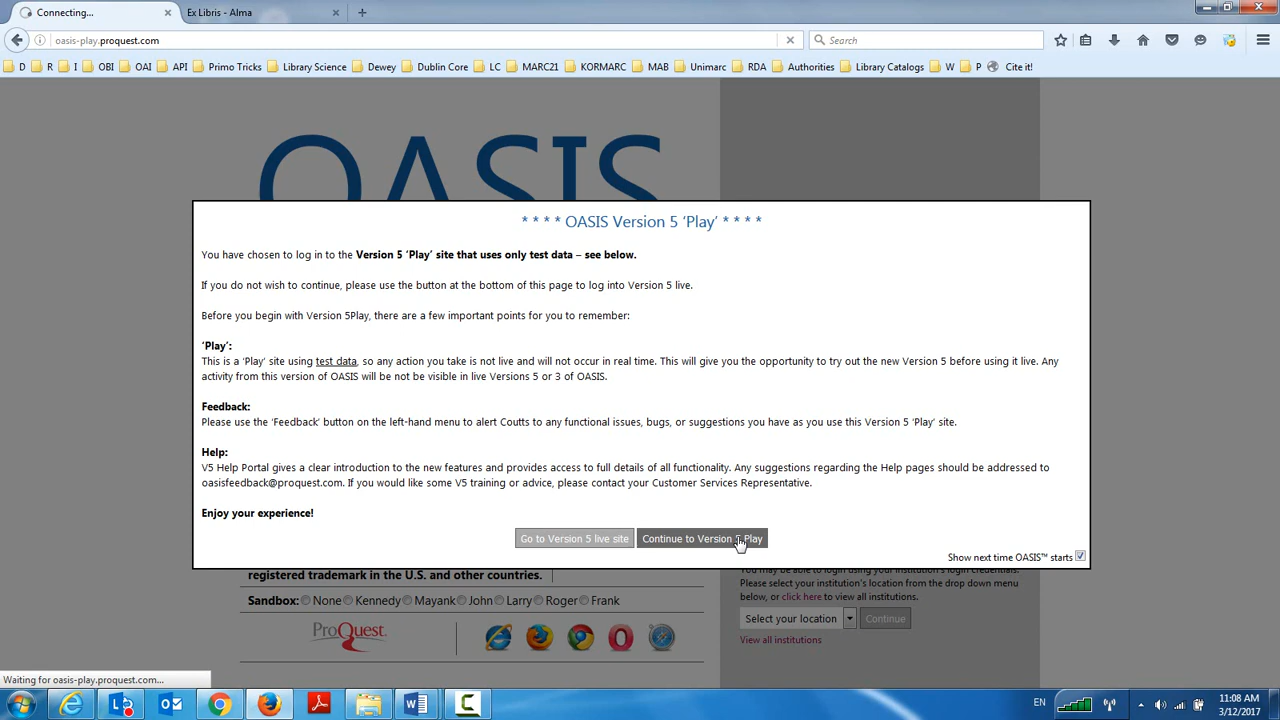 Connecting...
Ex Libris - Alma
oasis-play.proquest.com
Search
D R I OBI OAI API Primo Tricks Library Science Dewey Dublin Core LC MARC21 KORMARC MAB Unimarc RDA Authorities Library Catalogs W P Cite it!
OASIS
* * * * OASIS Version 5 ‘Play’ * * * *
You have chosen to log in to the Version 5 ‘Play’ site that uses only test data – see below.
If you do not wish to continue, please use the button at the bottom of this page to log into Version 5 live.
Before you begin with Version 5Play, there are a few important points for you to remember:
‘Play’:
This is a ‘Play’ site using test data, so any action you take is not live and will not occur in real time. This will give you the opportunity to try out the new Version 5 before using it live. Any
activity from this version of OASIS will be not be visible in live Versions 5 or 3 of OASIS.
Feedback:
Please use the ‘Feedback’ button on the left-hand menu to alert Coutts to any functional issues, bugs, or suggestions you have as you use this Version 5 ‘Play’ site.
Help:
V5 Help Portal gives a clear introduction to the new features and provides access to full details of all functionality. Any suggestions regarding the Help pages should be addressed to
oasisfeedback@proquest.com. If you would like some V5 training or advice, please contact your Customer Services Representative.
Enjoy your experience!
Go to Version 5 live site
Continue to Version 5 Play
Show next time OASIS™ starts
registered trademark in the U.S. and other countries.
Sandbox: None Kennedy Mayank John Larry Roger Frank
ProQuest
You may be able to login using your institution's login credentials.
Please select your institution's location from the drop down menu
below, or click here to view all institutions.
Select your location
Continue
View all institutions
Waiting for oasis-play.proquest.com...
EN
11:08 AM
3/12/2017